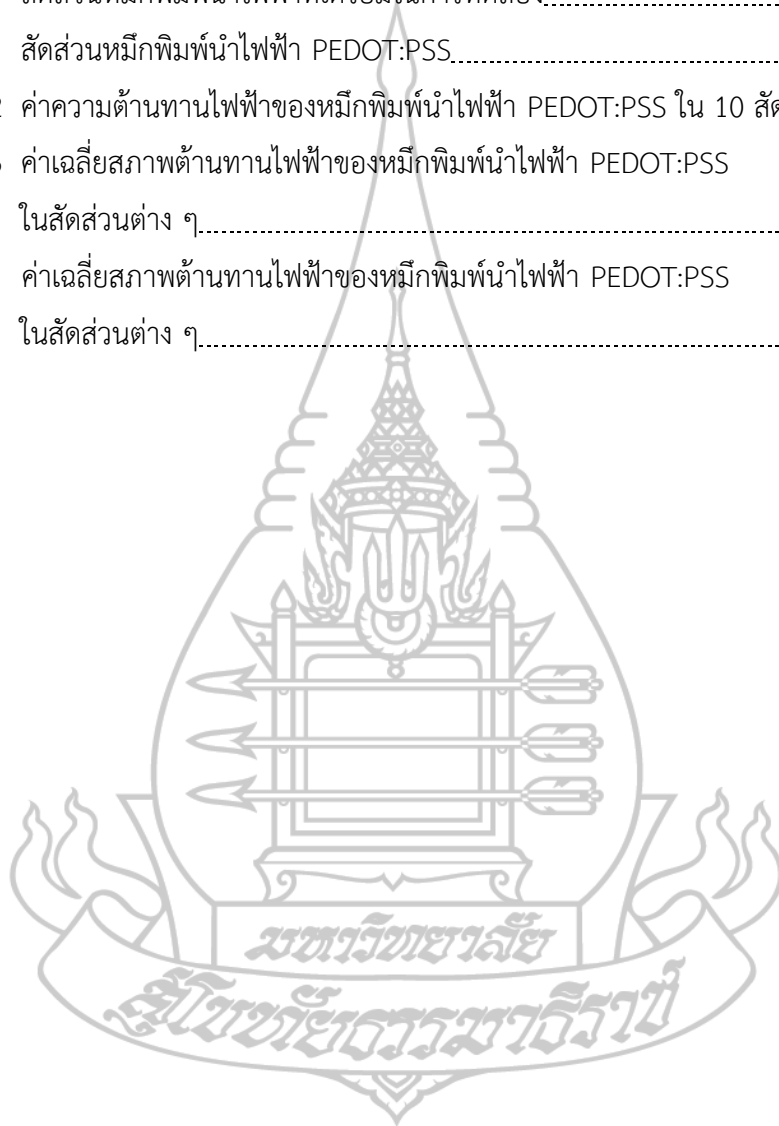 สัดส่วนหมึกพิมพ์นำไฟฟ้า PEDOT:PSS
2 ค่าความต้านทานไฟฟ้าของหมึกพิมพ์นำไฟฟ้า PEDOT:PSS ใน 10
ค่าเฉลี่ยสภาพต้านทานไฟฟ้าของหมึกพิมพ์นำไฟฟ้า PEDOT:PSS
ในสัดส่วนต่าง ๆ
ค่าเฉลี่ยสภาพต้านทานไฟฟ้าของหมึกพิมพ์นำไฟฟ้า PEDOT:PSS
ในสัดส่วนต่าง ๆ
มหาวิทยาลัย
สุโขทัยธรรมาธิราช